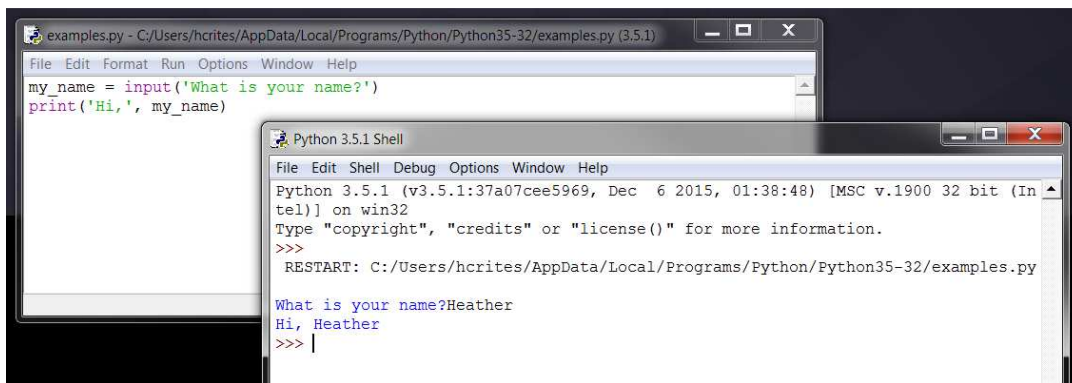 examples.py - C:/Users/hcrites/AppData/Local/Programs/Python/Python35-32/examples.py (3.5.1)
File Edit Format Run Options Window Help
my_name = input('What is your name?')
print('Hi,', my_name)
Python 3.5.1 Shell
File Edit Shell Debug Options Window Help
Python 3.5.1 (v3.5.1:37a07cee5969, Dec  6 2015, 01:38:48) [MSC v.1900 32 bit (In
tel)] on win32
Type "copyright", "credits" or "license()" for more information.
>>>
 RESTART: C:/Users/hcrites/AppData/Local/Programs/Python/Python35-32/examples.py
What is your name?Heather
Hi, Heather
>>>